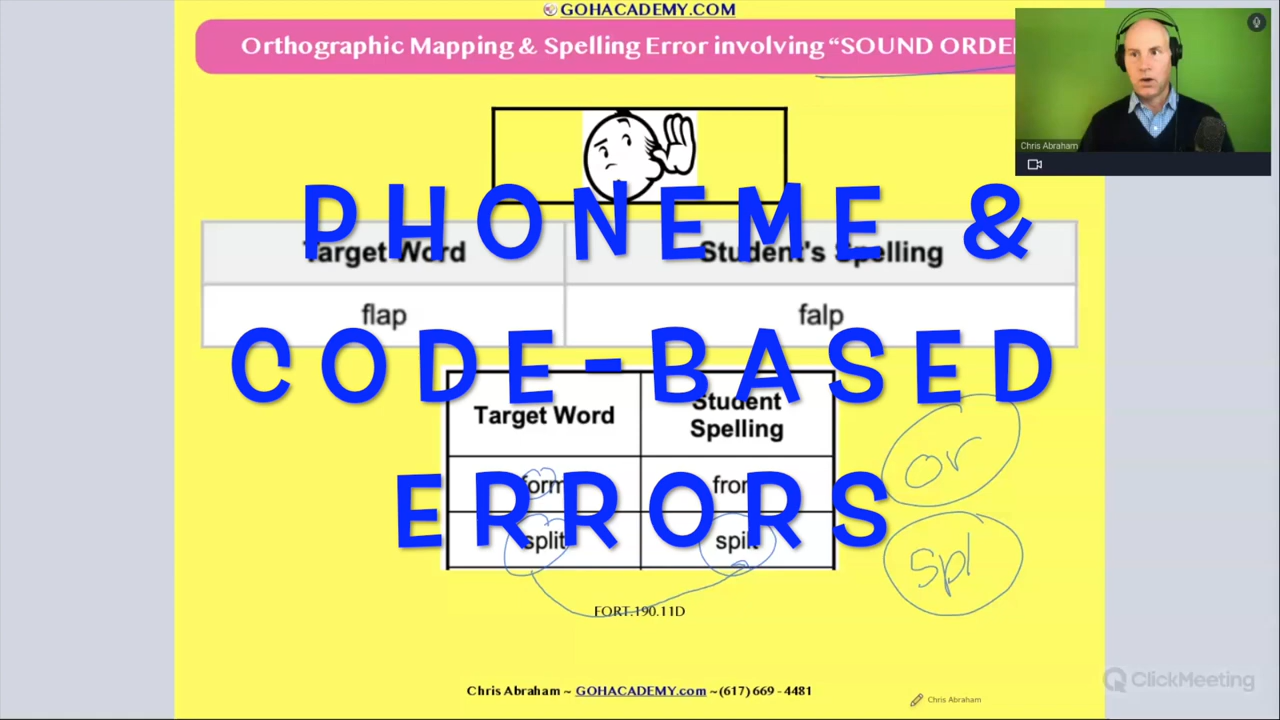 GOHACADEMY.COM
Orthographic Mapping & Spelling Error involving “SOUND ORDE
Chris Abraham
PHONEME &
Target Word Student's Spelling
flap falp
CODE-BASED
Target Word Student Spelling
or
ERRORS
form
split spilt
spl
FORT.190.11D
Chris Abraham ~ GOHACADEMY.com ~(617) 669 - 4481
Chris Abraham
ClickMeeting